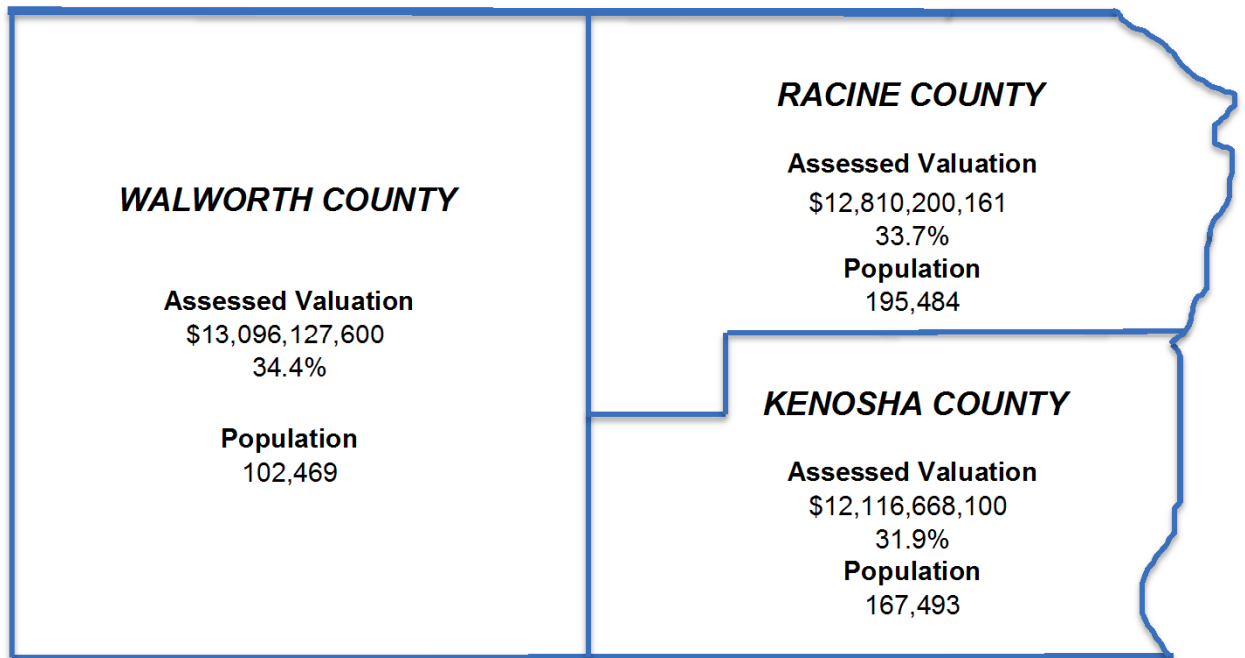 WALWORTH COUNTY
Assessed Valuation
$13,096,127,600
34.4%
Population
102,469
RACINE COUNTY
Assessed Valuation
$12,810,200,161
33.7%
Population
195,484
KENOSHA COUNTY
Assessed Valuation
$12,116,668,100
31.9%
Population
167,493